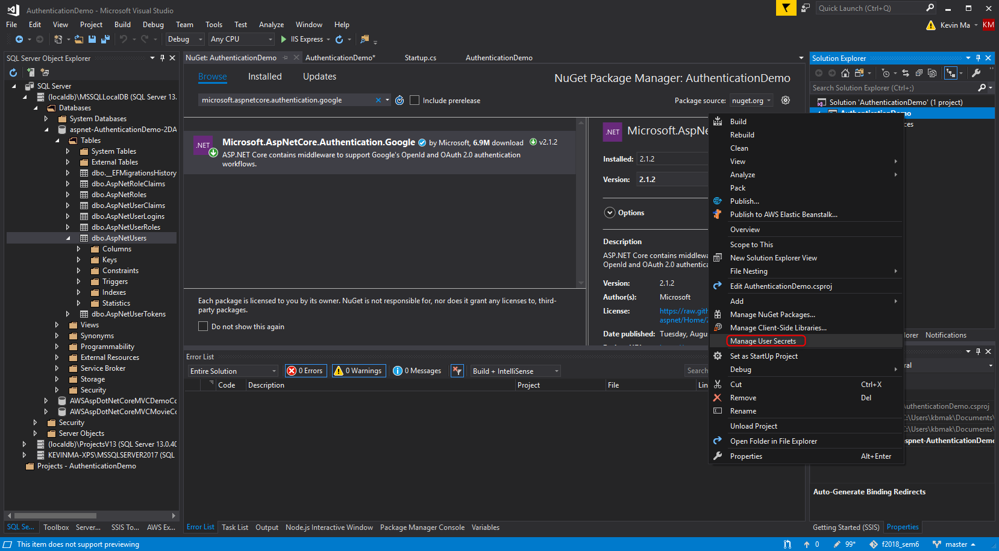 AuthenticationDemo - Microsoft Visual Studio
Quick Launch (Ctrl+Q)
File Edit View Project Build Debug Team Tools Test Analyze Window Help
Kevin Ma KM
Debug Any CPU IIS Express
SQL Server Object Explorer
SQL Server
(localdb)\MSSQLLocalDB (SQL Server 13.
Databases
System Databases
aspnet-AuthenticationDemo-2DA
Tables
System Tables
External Tables
dbo.__EFMigrationsHistory
dbo.AspNetRoleClaims
dbo.AspNetRoles
dbo.AspNetUserClaims
dbo.AspNetUserLogins
dbo.AspNetUserRoles
dbo.AspNetUsers
Columns
Keys
Constraints
Triggers
Indexes
Statistics
dbo.AspNetUserTokens
Views
Synonyms
Programmability
External Resources
Service Broker
Storage
Security
AWSAspDotNetCoreMVCDemoCo
AWSAspDotNetCoreMVCMovieCo
Security
Server Objects
(localdb)\ProjectsV13 (SQL Server 13.0.40
KEVINMA-XPS\MSSQLSERVER2017 (SQL
Projects - AuthenticationDemo
SQL Se... Toolbox Server... SSIS To... AWS Ex...
NuGet: AuthenticationDemo AuthenticationDemo* Startup.cs AuthenticationDemo
Browse Installed Updates
NuGet Package Manager: AuthenticationDemo
microsoft.aspnetcore.authentication.google
Include prerelease
Package source: nuget.org
.NET
Microsoft.AspNetCore.Authentication.Google by Microsoft, 6.9M download v2.1.2
ASP.NET Core contains middleware to support Google's OpenId and OAuth 2.0 authentication
workflows.
Each package is licensed to you by its owner. NuGet is not responsible for, nor does it grant any licenses to, third-
party packages.
Do not show this again
.NET Microsoft.AspNe
Installed: 2.1.2
Version: 2.1.2
Options
Description
ASP.NET Core contains middlewa
OpenId and OAuth 2.0 authentica
Version: 2.1.2
Author(s): Microsoft
License: https://raw.gith
aspnet/Home/2
Date published: Tuesday, Augus
Error List
Entire Solution 0 Errors 0 Warnings 0 Messages Build + IntelliSense Search
Code Description Project File Lin
Error List Task List Output Node.js Interactive Window Package Manager Console Variables
Solution Explorer
Search Solution Explorer (Ctrl+;)
Solution 'AuthenticationDemo' (1 project)
AuthenticationDemo
ces
Build
Rebuild
Clean
View
Analyze
Pack
Publish...
Publish to AWS Elastic Beanstalk...
Overview
Scope to This
New Solution Explorer View
File Nesting
Edit AuthenticationDemo.csproj
Add
Manage NuGet Packages...
Manage Client-Side Libraries...
Manage User Secrets
Set as StartUp Project
Debug
Cut Ctrl+X
Remove Del
Rename
Unload Project
Open Folder in File Explorer
Properties Alt+Enter
lorer Notifications
ral
\uthenticationDemo.csproj
C:\Users\kbmak\Documents\
C:\Users\kbmak\Documents\
aspnet-AuthenticationDemo
Auto-Generate Binding Redirects
Getting Started (SSIS) Properties
This item does not support previewing
0 99* f2018_sem6 master